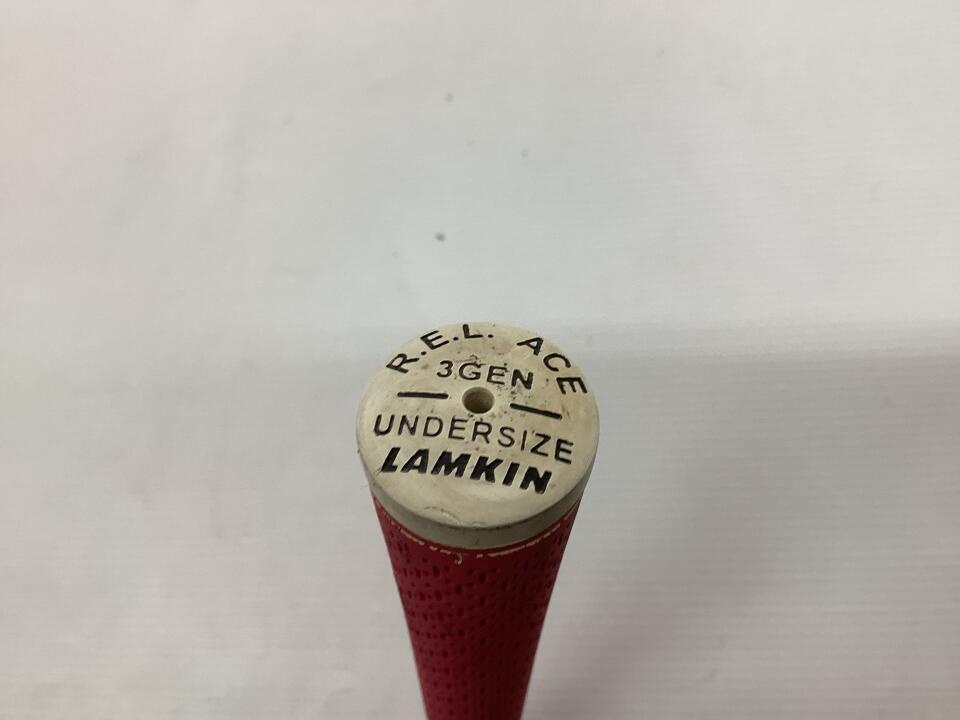 R.E.L. ACE
3GEN
UNDERSIZE
LAMKIN